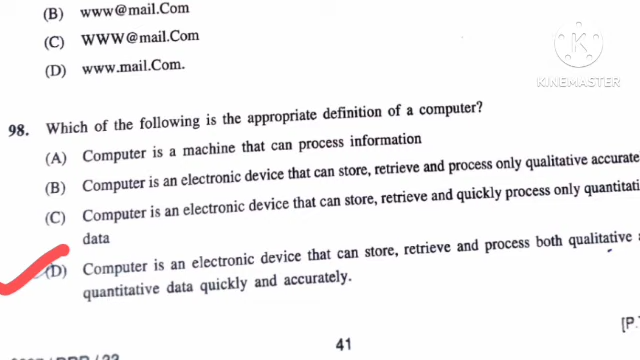 (B) www@mail.Com
(C) WWW@mail.Com
(D) www.mail.Com.
K
KINEMASTER
98. Which of the following is the appropriate definition of a computer?
(A) Computer is a machine that can process information
(B) Computer is an electronic device that can store, retrieve and process only qualitative accurate
(C) Computer is an electronic device that can store, retrieve and quickly process only quantitati
data
(D) Computer is an electronic device that can store, retrieve and process both qualitative
quantitative data quickly and accurately.
41
[P.